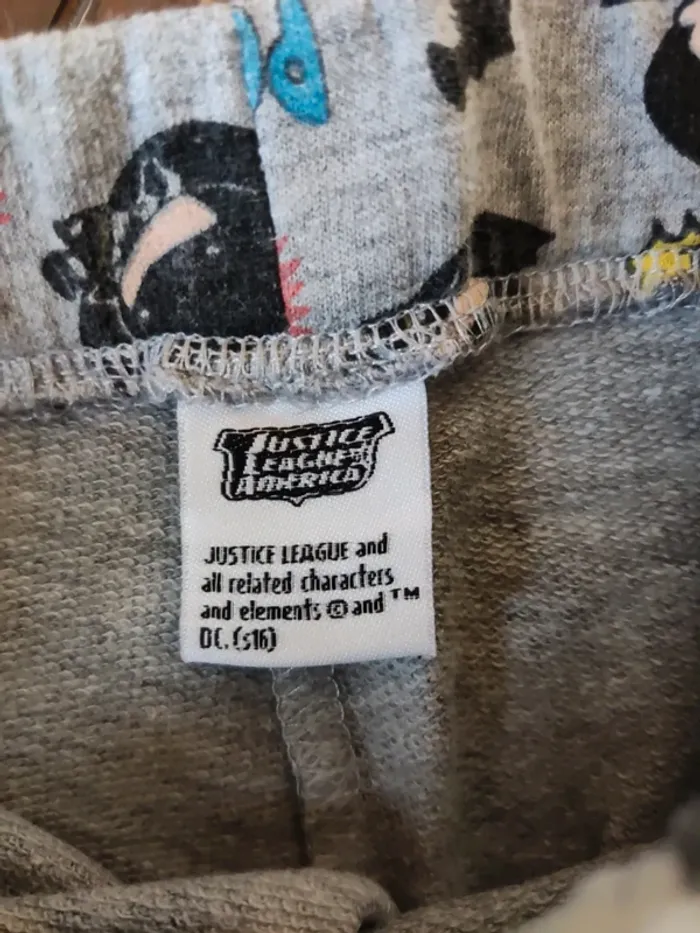 JUSTICE
LEAGUE OF
AMERICA
JUSTICE LEAGUE and
all related characters
and elements © and ™
DC. (s16)